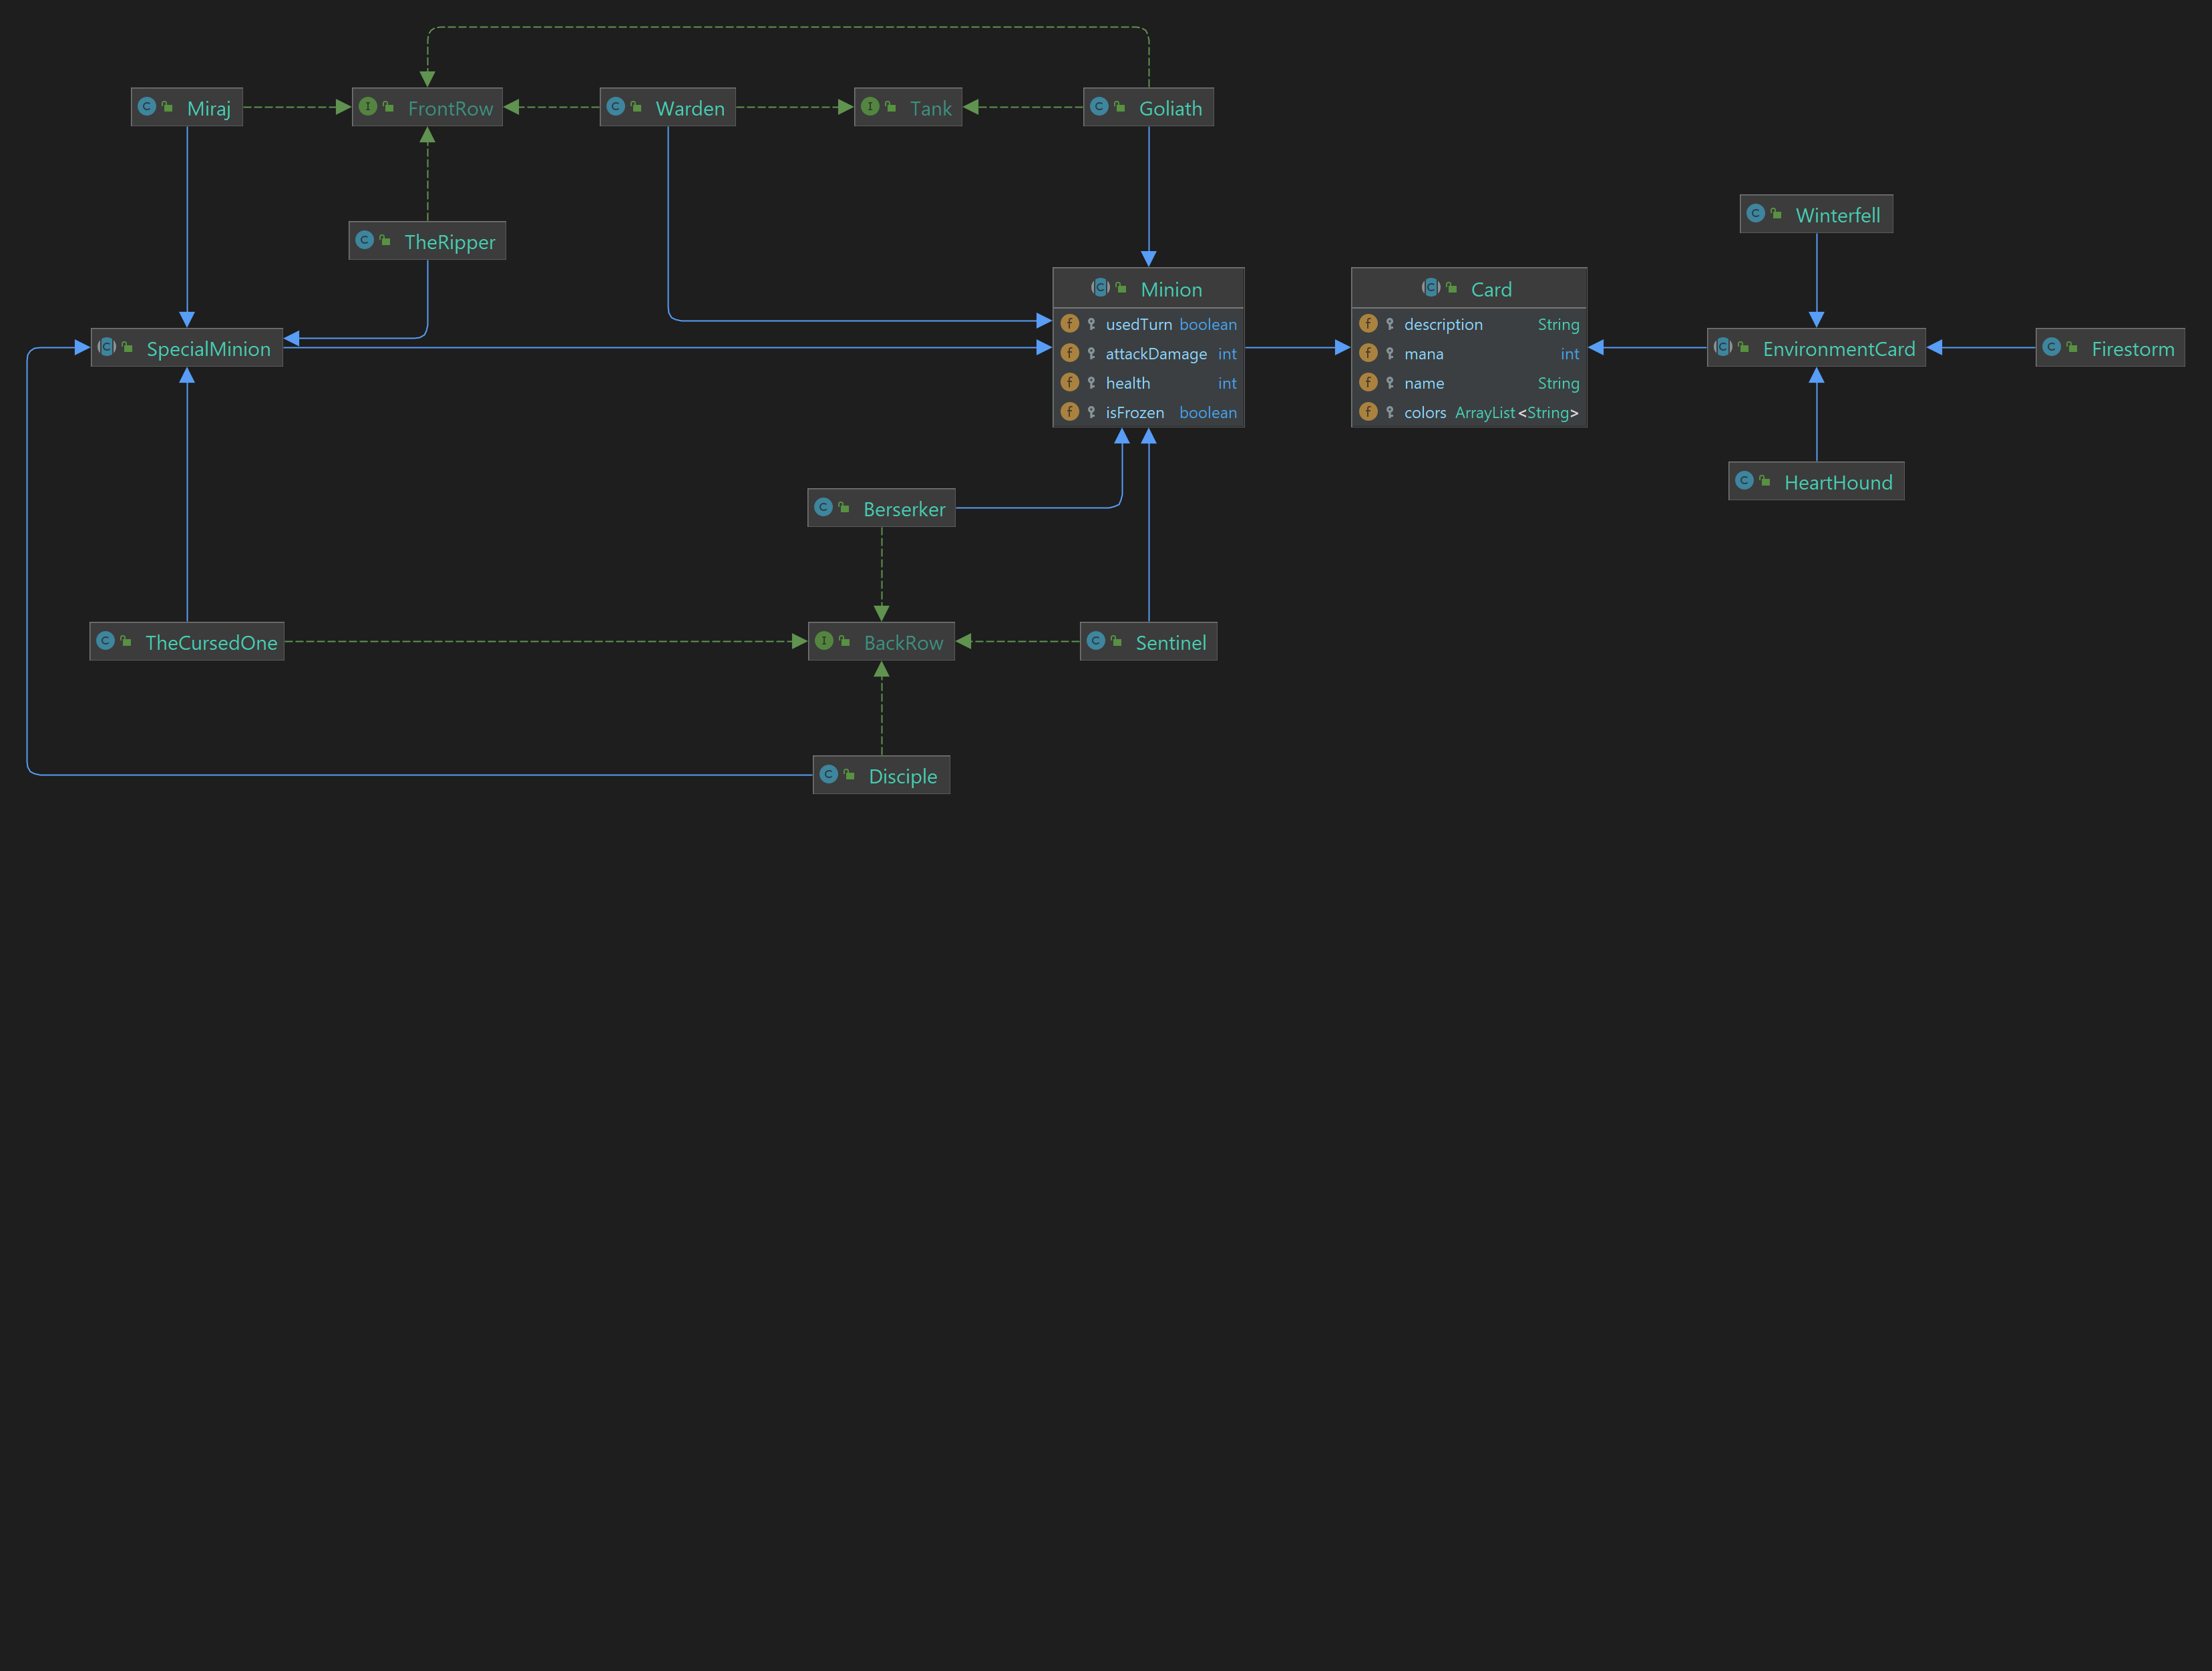 Miraj
FrontRow
Warden
Tank
Goliath
Winterfell
TheRipper
Minion
usedTurn boolean
attackDamage int
health int
isFrozen boolean
Card
description String
mana int
name String
colors ArrayList<String>
SpecialMinion
EnvironmentCard
Firestorm
HeartHound
Berserker
TheCursedOne
BackRow
Sentinel
Disciple